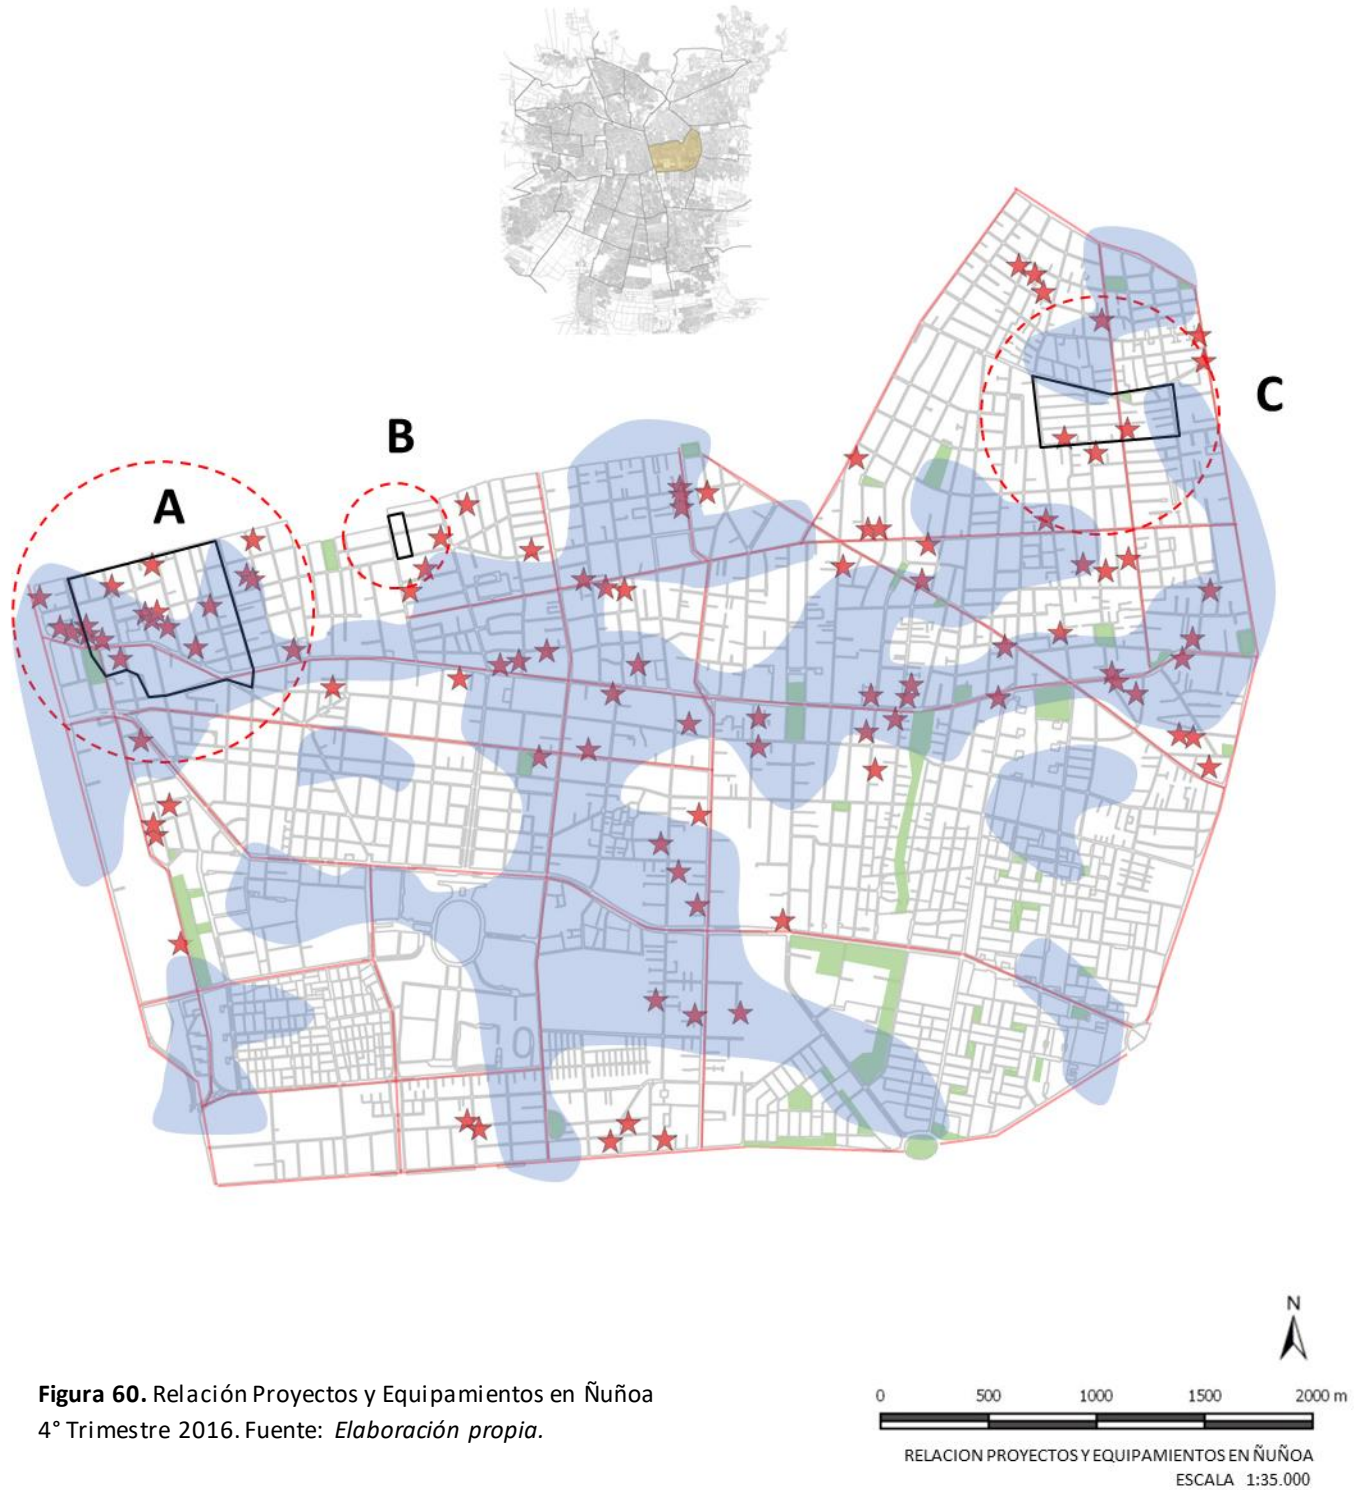 C
B
A
N
Figura 60. Relación Proyectos y Equipamientos en Ñuñoa
4° Trimestre 2016. Fuente: Elaboración propia.
0 500 1000 1500 2000 m
RELACION PROYECTOS Y EQUIPAMIENTOS EN ÑUÑOA
ESCALA 1:35.000